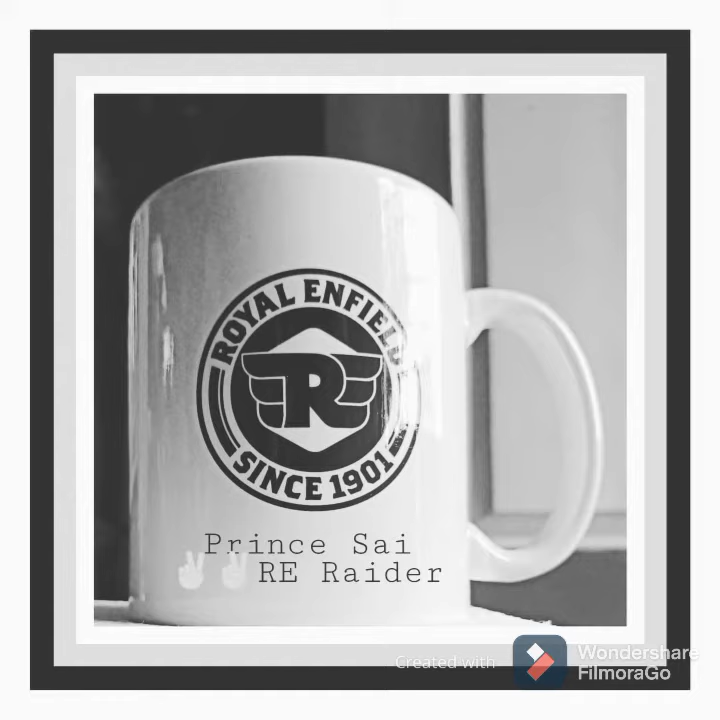 ROYAL ENFIELD
SINCE 1901
Prince Sai
✌✌RE Raider
Created with
Wondershare
FilmoraGo